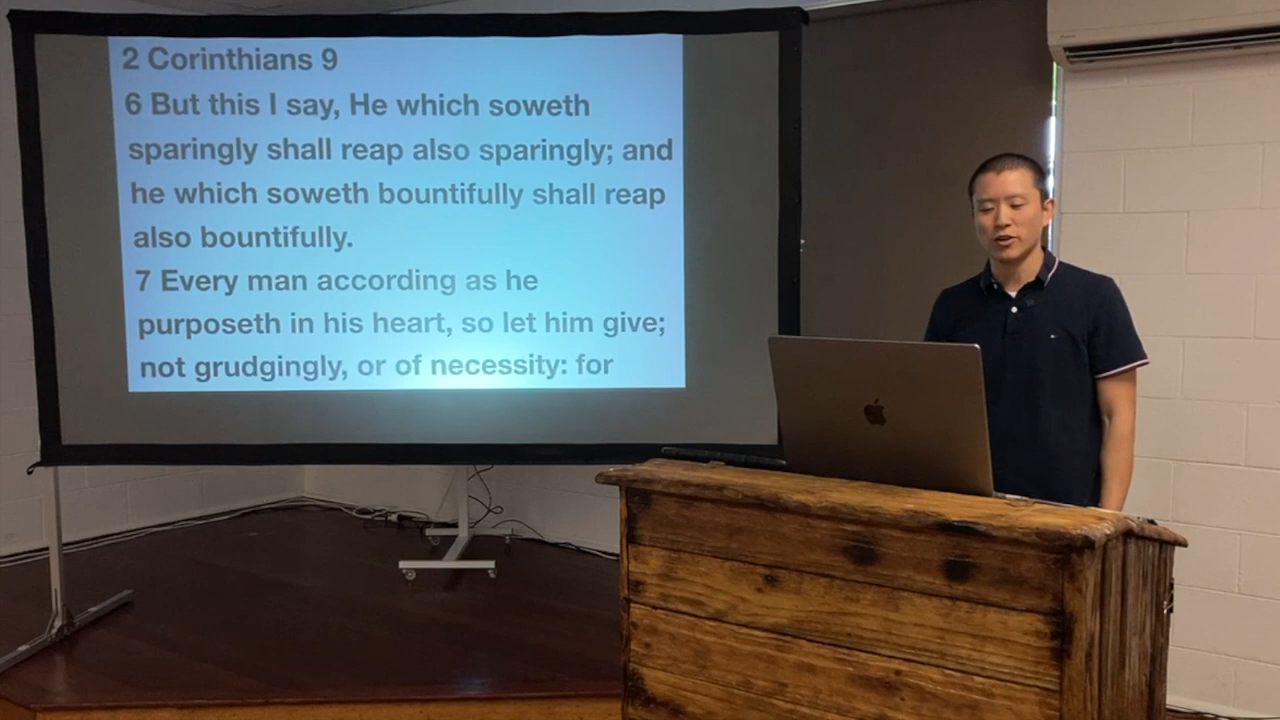 2 Corinthians 9
6 But this I say, He which soweth
sparingly shall reap also sparingly; and
he which soweth bountifully shall reap
also bountifully.
7 Every man according as he
purposeth in his heart, so let him give;
not grudgingly, or of necessity: for